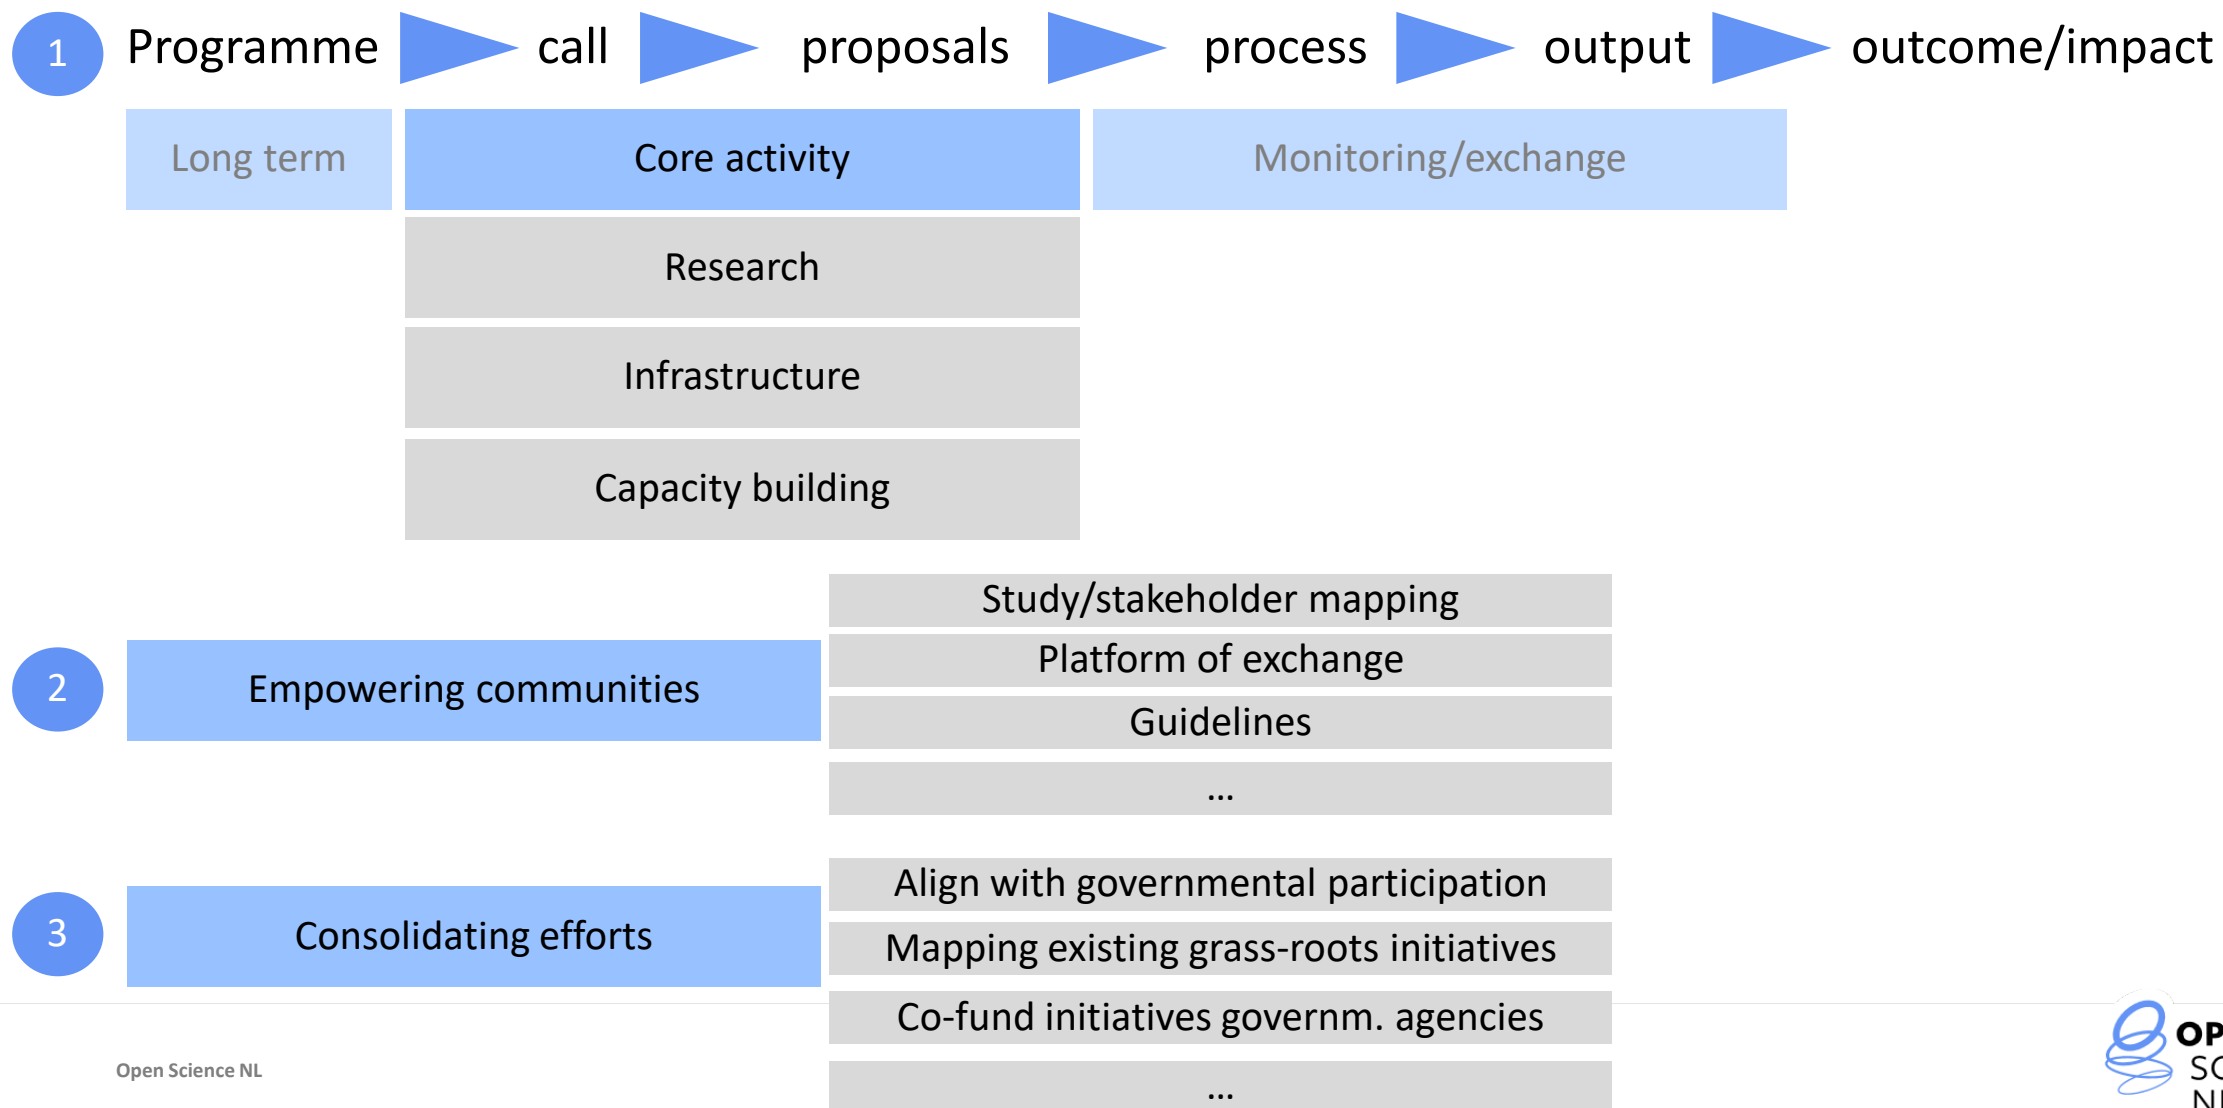 1 Programme call proposals process output outcome/impact
Long term Core activity Monitoring/exchange
Research
Infrastructure
Capacity building
Study/stakeholder mapping
Platform of exchange
2 Empowering communities
Guidelines
...
Align with governmental participation
3 Consolidating efforts
Mapping existing grass-roots initiatives
Co-fund initiatives governm. agencies
...
Open Science NL